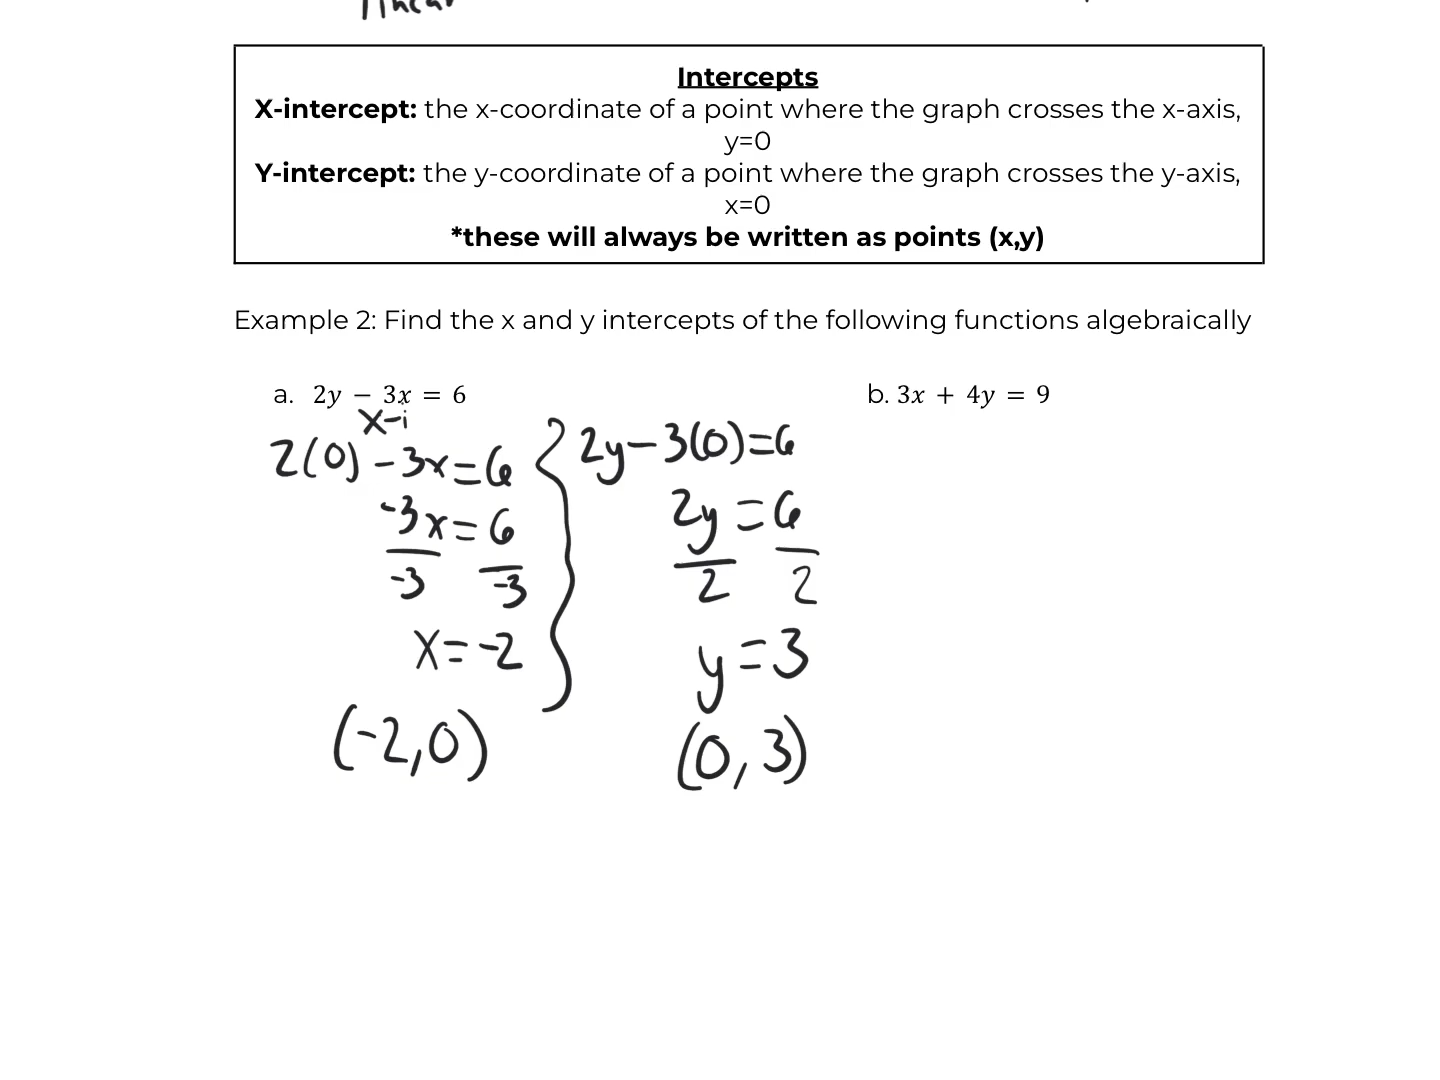 linear
Intercepts
X-intercept: the x-coordinate of a point where the graph crosses the x-axis,
y=0
Y-intercept: the y-coordinate of a point where the graph crosses the y-axis,
x=0
*these will always be written as points (x,y)
Example 2: Find the x and y intercepts of the following functions algebraically
a. 2y − 3x = 6
x-i
2(0) -3x=6
-3x=6
-3 -3
x=-2
(-2,0)
2y-3(0)=6
2y=6
2 2
y=3
(0,3)
b. 3x + 4y = 9